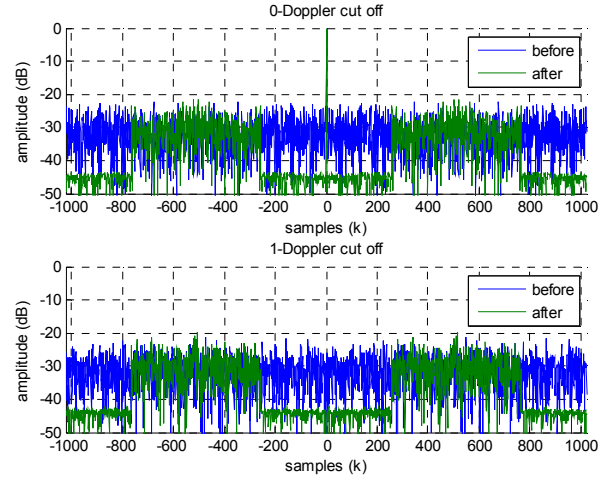 0-Doppler cut off
0
-10
-20
-30
-40
-50
amplitude (dB)
before
after
-1000 -800 -600 -400 -200 0 200 400 600 800 1000
samples (k)
1-Doppler cut off
0
-10
-20
-30
-40
-50
amplitude (dB)
before
after
-1000 -800 -600 -400 -200 0 200 400 600 800 1000
samples (k)